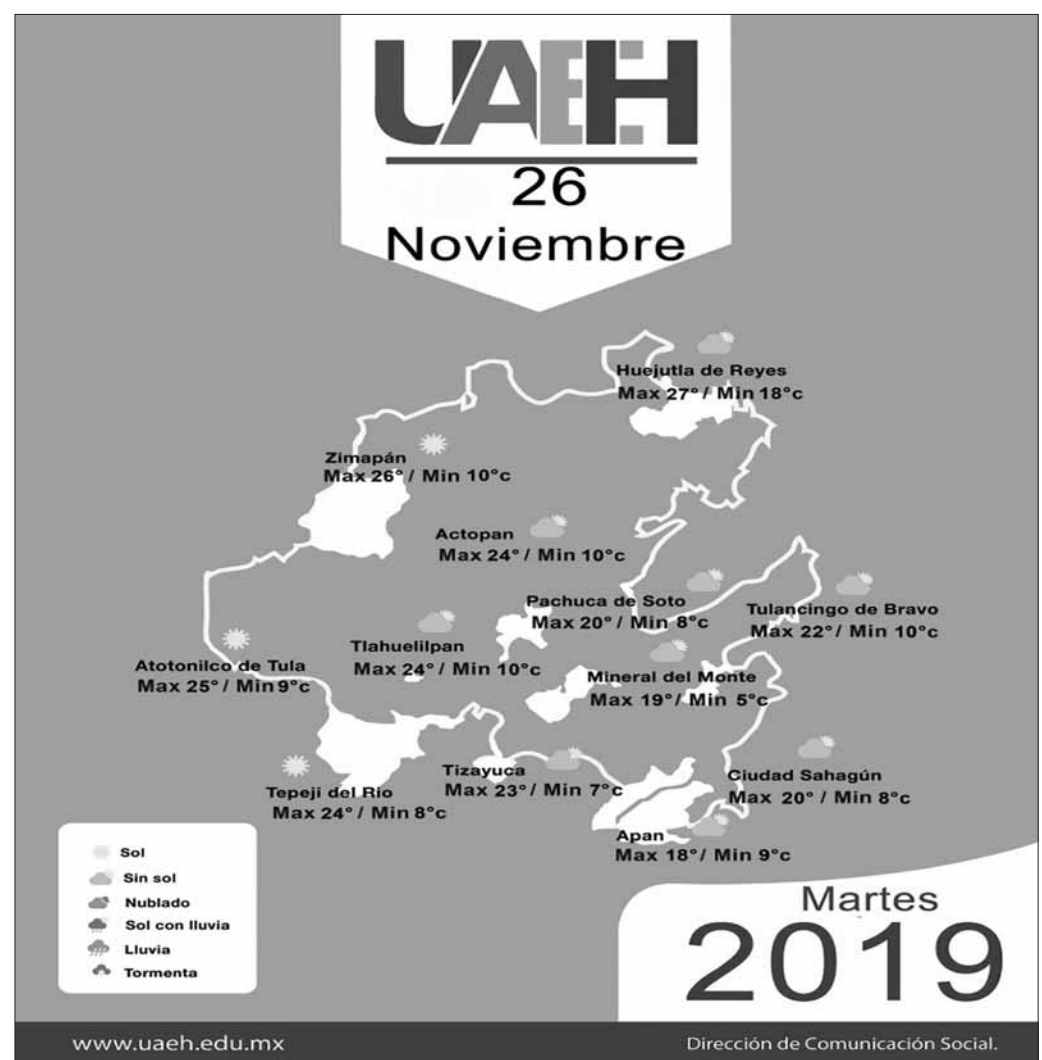 UAEH
26
Noviembre
Huejutla de Reyes
Max 27° / Min 18°c
Zimapán
Max 26° / Min 10°c
Actopan
Max 24° / Min 10°c
Pachuca de Soto
Max 20° / Min 8°c
Tulancingo de Bravo
Max 22° / Min 10°c
Tlahuelilpan
Max 24° / Min 10°c
Atotonilco de Tula
Max 25° / Min 9°c
Mineral del Monte
Max 19°/ Min 5°c
Tizayuca
Max 23° / Min 7°c
Ciudad Sahagún
Max 20° / Min 8°c
Tepeji del Río
Max 24° / Min 8°c
Apan
Max 18°/ Min 9°c
Sol
Sin sol
Nublado
Sol con lluvia
Lluvia
Tormenta
Martes
2019
www.uaeh.edu.mx
Dirección de Comunicación Social.